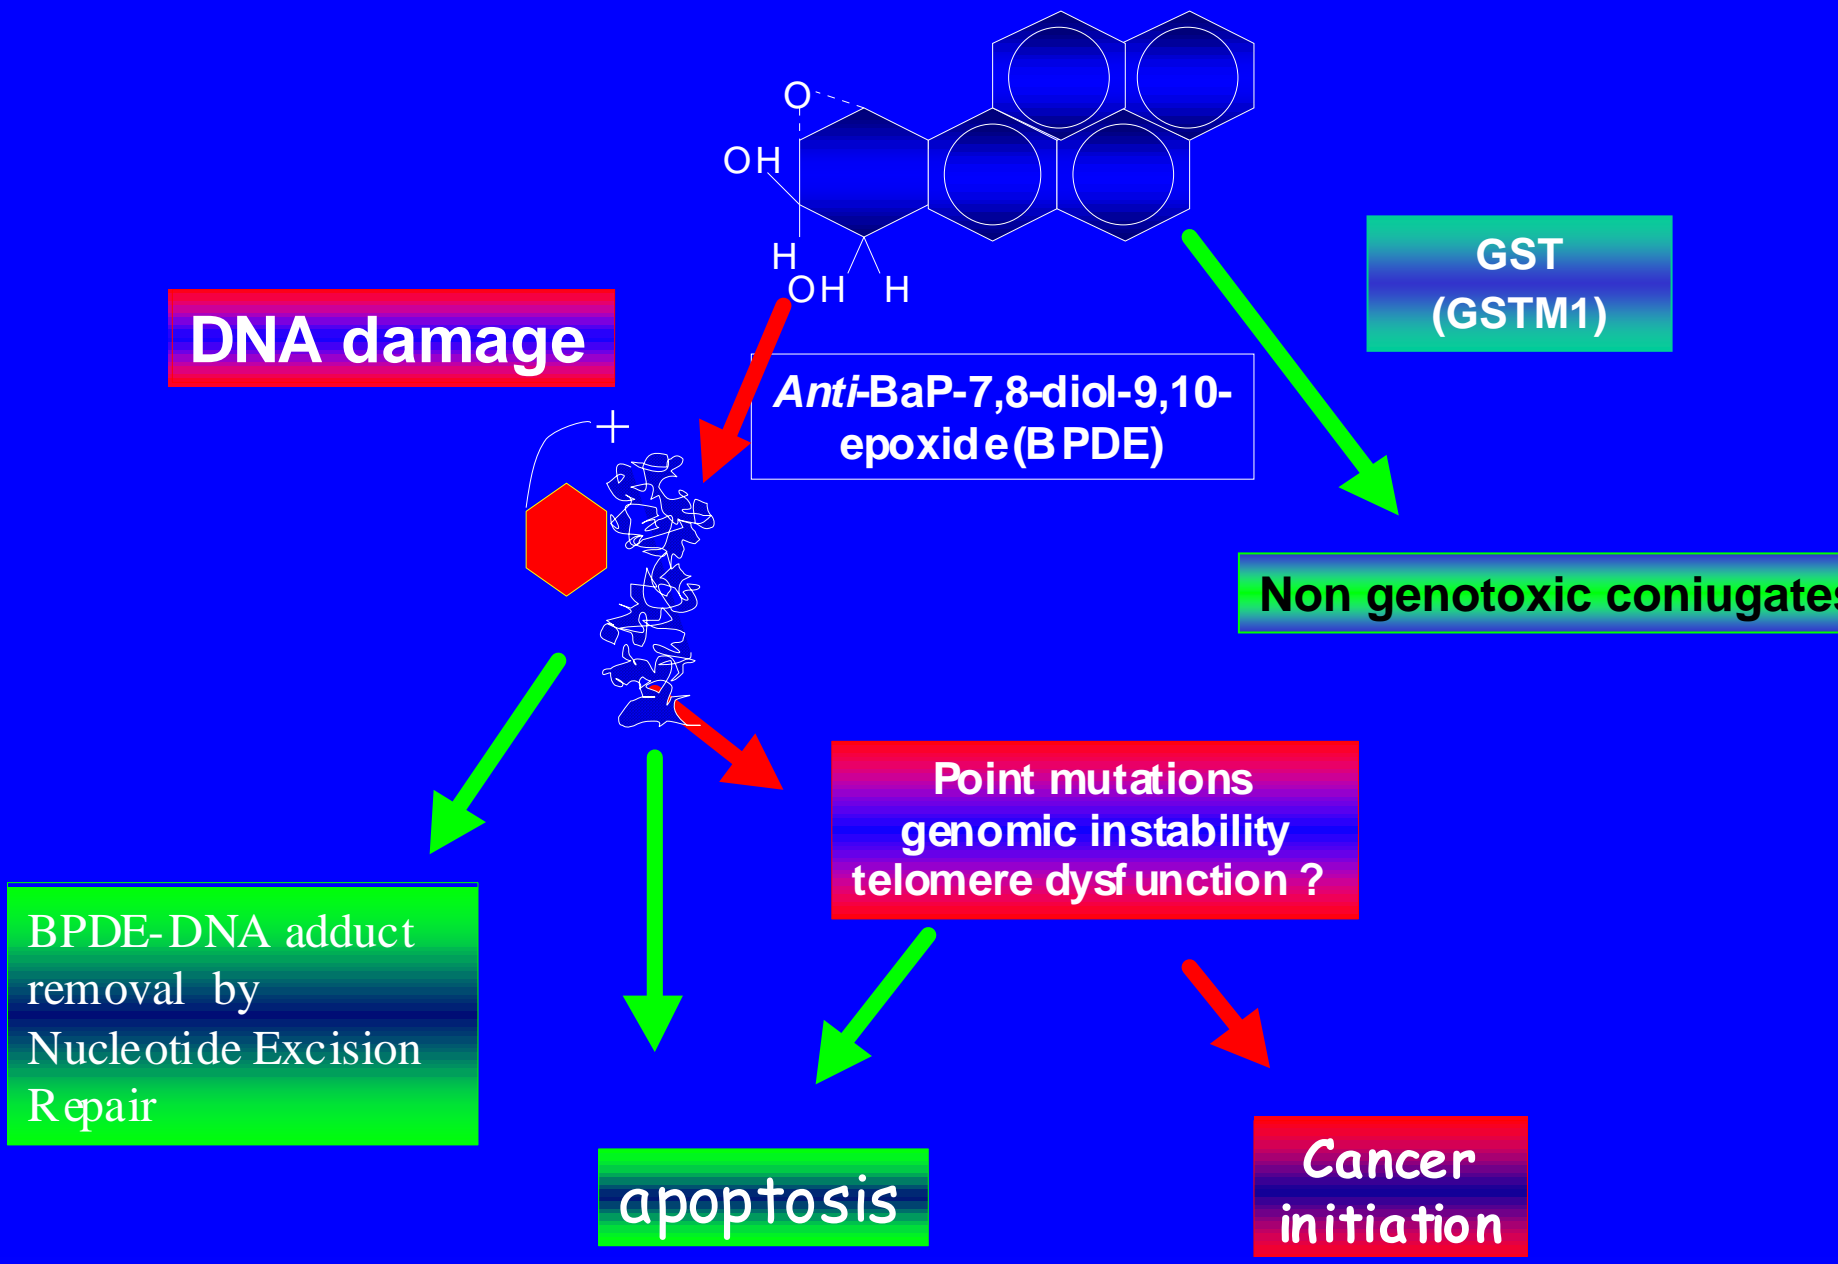 O
OH
H
OH H
GST
(GSTM1)
DNA damage
Anti-BaP-7,8-diol-9,10-
epoxide(BPDE)
+
Non genotoxic coniugates
Point mutations
genomic instability
telomere dysfunction ?
BPDE-DNA adduct
removal by
Nucleotide Excision
Repair
apoptosis
Cancer
initiation